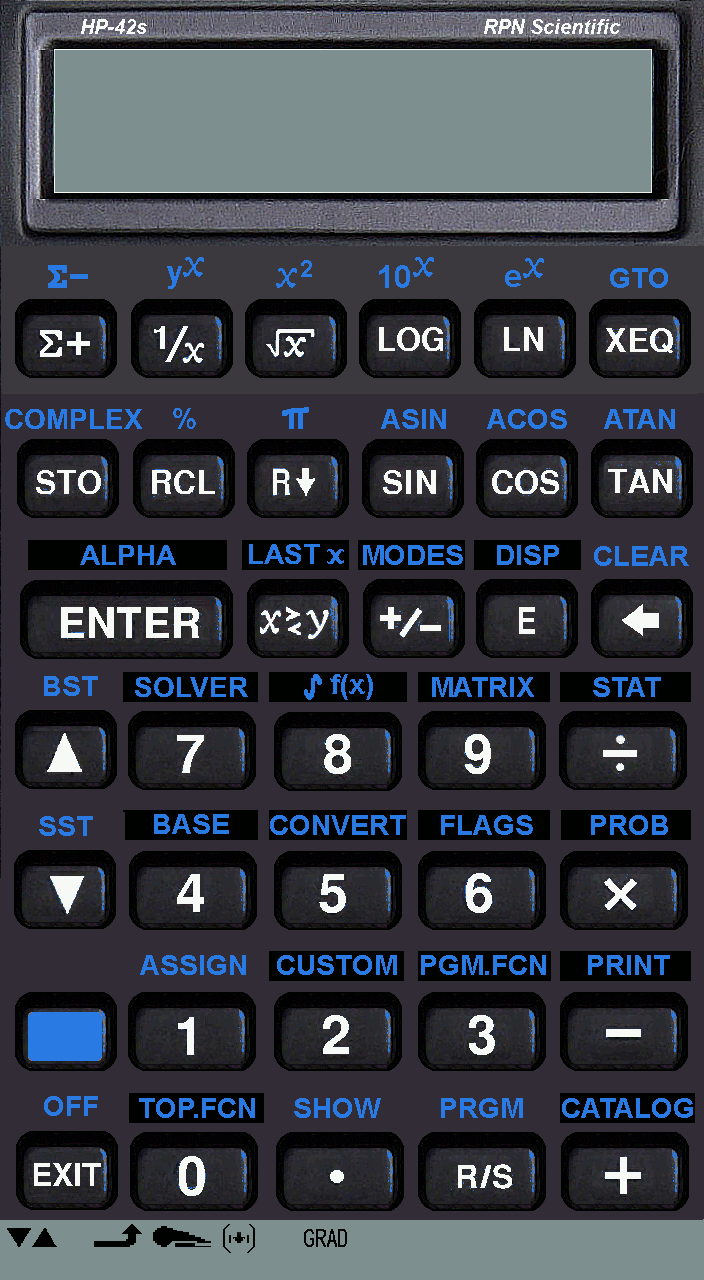 HP-42s RPN Scientific
Σ− yˣ x² 10ˣ eˣ GTO
Σ+ 1/x √x LOG LN XEQ
COMPLEX % π ASIN ACOS ATAN
STO RCL R⬇ SIN COS TAN
ALPHA LAST x MODES DISP CLEAR
ENTER x≷y +/− E ⬅
BST SOLVER ∫ f(x) MATRIX STAT
▲ 7 8 9 ÷
SST BASE CONVERT FLAGS PROB
▼ 4 5 6 ×
ASSIGN CUSTOM PGM.FCN PRINT
1 2 3 −
OFF TOP.FCN SHOW PRGM CATALOG
EXIT 0 · R/S +
▼▲ GRAD